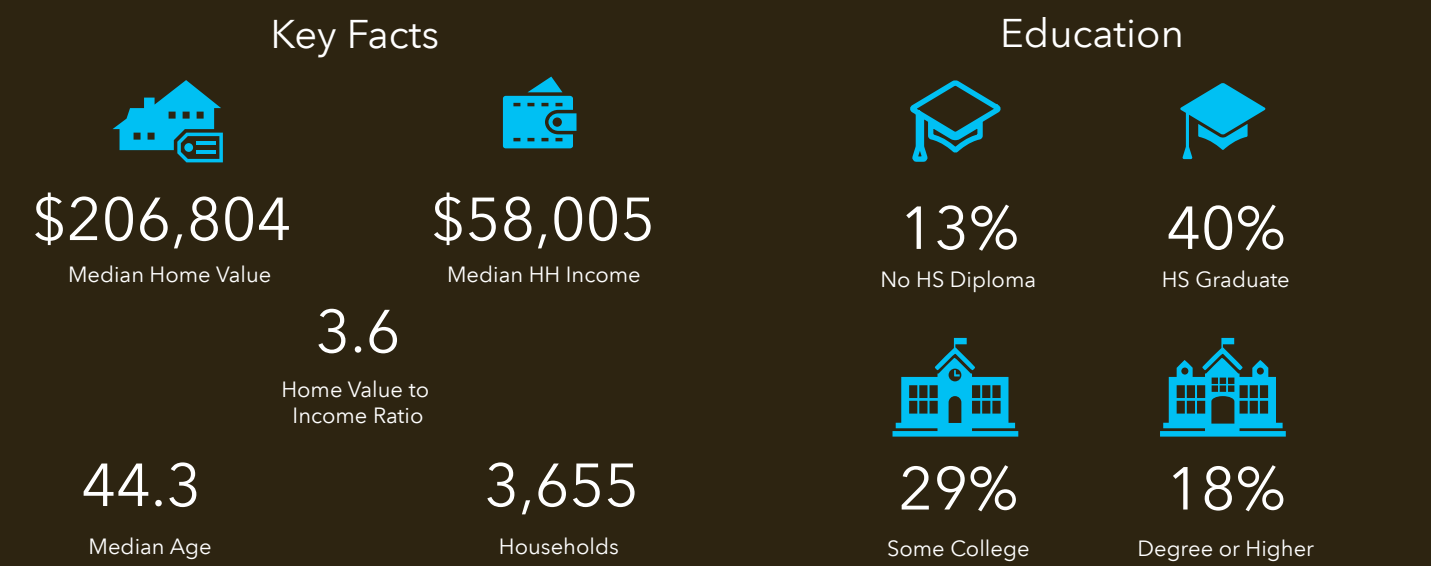 Key Facts
$206,804
Median Home Value
$58,005
Median HH Income
3.6
Home Value to
Income Ratio
44.3
Median Age
3,655
Households
Education
13%
No HS Diploma
40%
HS Graduate
29%
Some College
18%
Degree or Higher